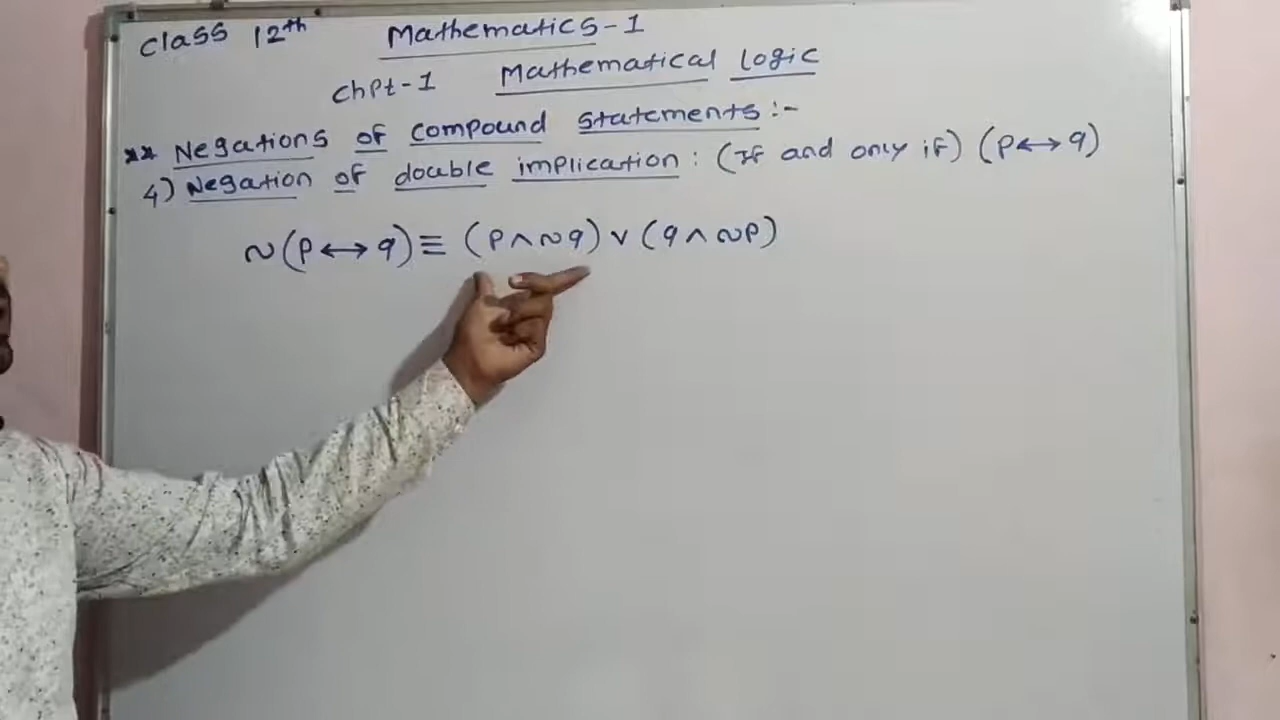 Class 12th Mathematics-1
Chpt-1 Mathematical Logic
** Negations of compound statements:-
4) Negation of double implication: (If and only if) (p↔q)
~(p↔q)≡(p∧~q)∨(q∧~p)